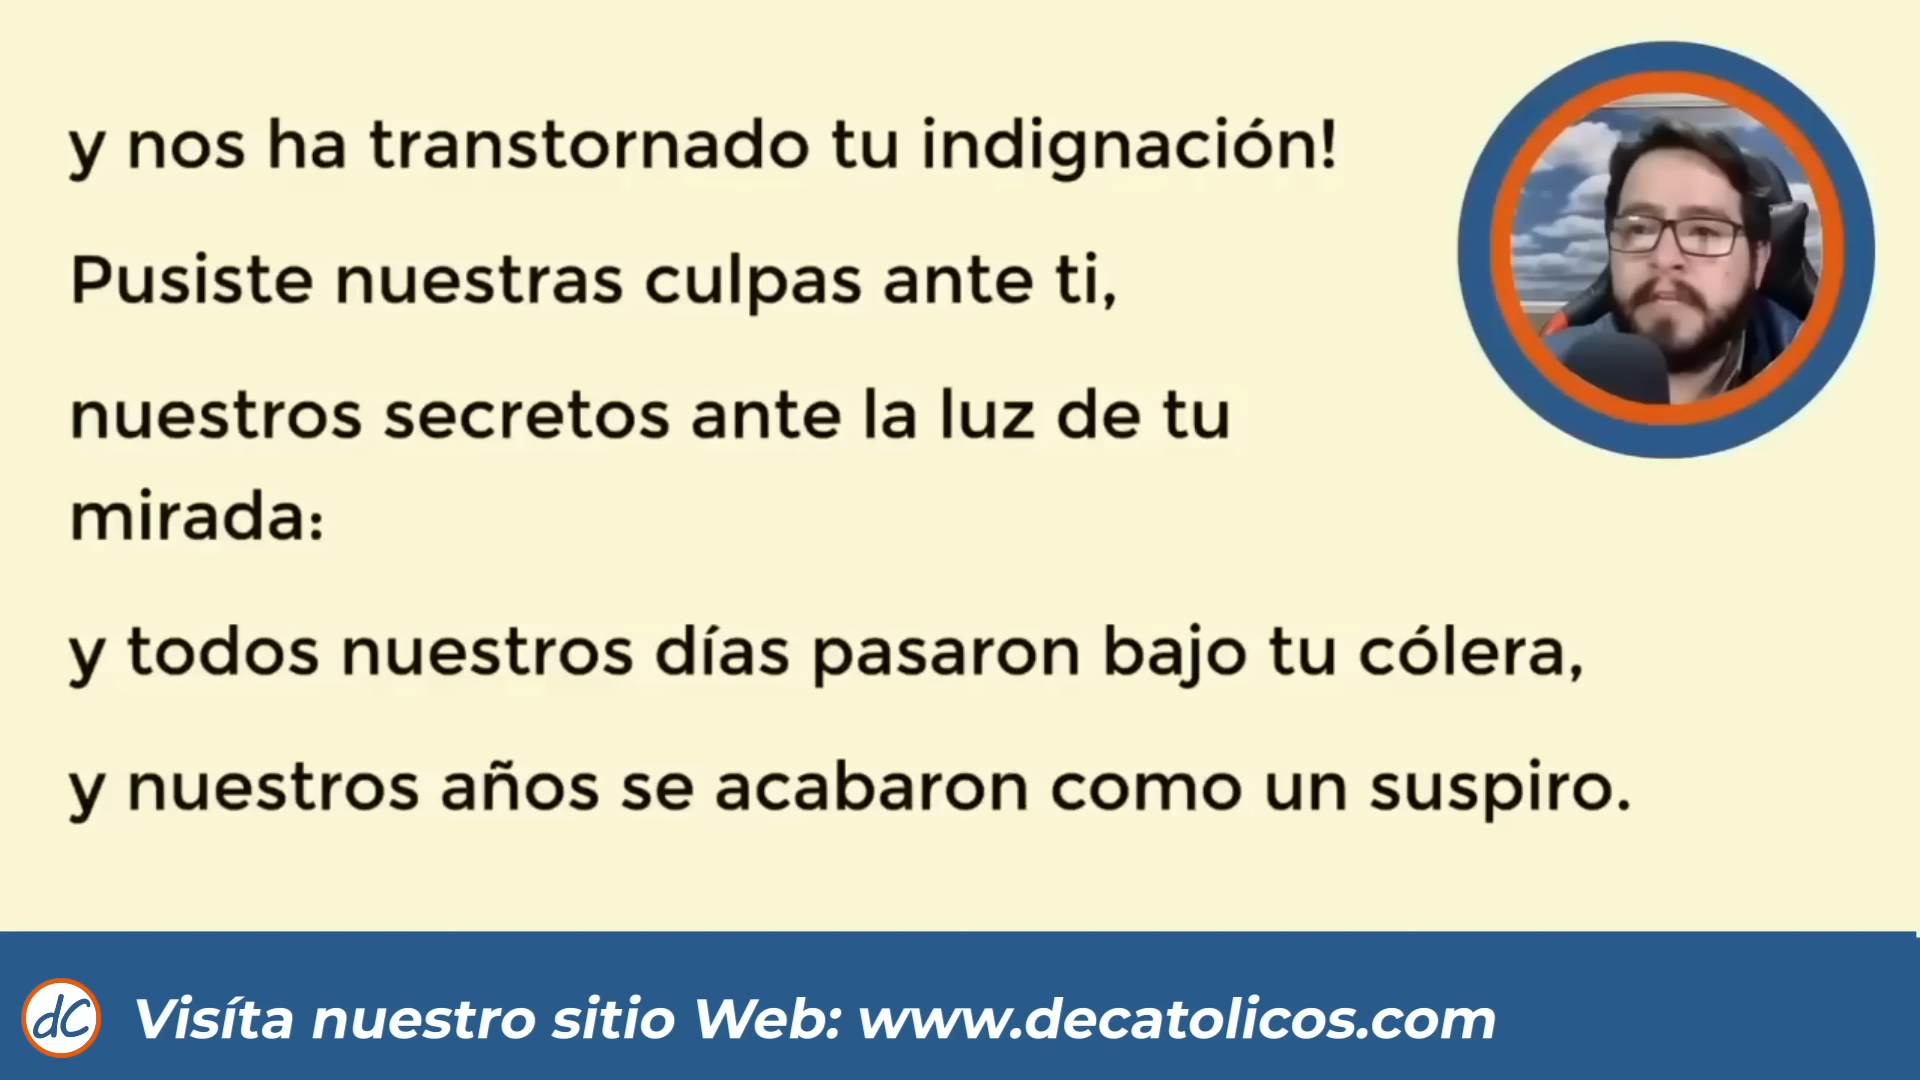 y nos ha transtornado tu indignación!
Pusiste nuestras culpas ante ti,
nuestros secretos ante la luz de tu
mirada:
y todos nuestros días pasaron bajo tu cólera,
y nuestros años se acabaron como un suspiro.
dC Visíta nuestro sitio Web: www.decatolicos.com